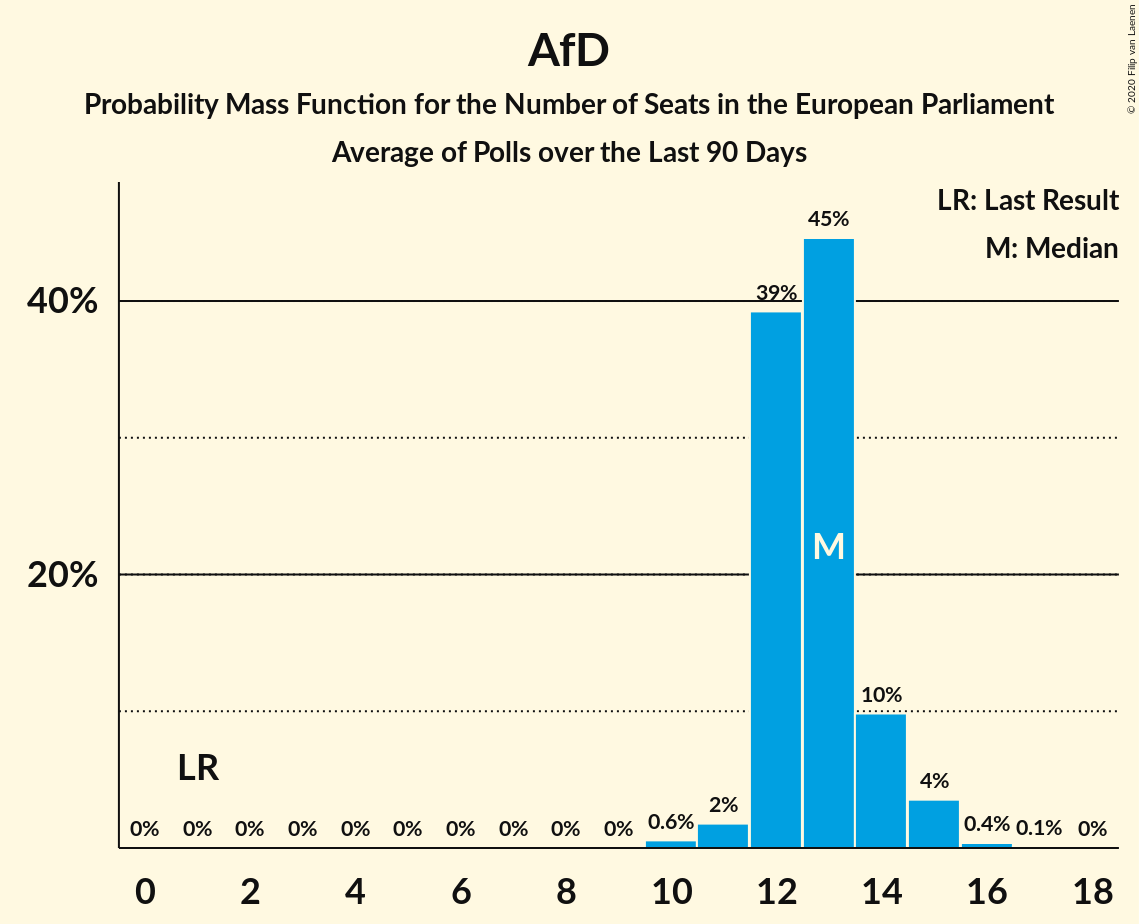 AfD
Probability Mass Function for the Number of Seats in the European Parliament
Average of Polls over the Last 90 Days
© 2020 Filip van Laenen
LR: Last Result
M: Median
45%
40%
39%
M
20%
10%
LR
4%
2%
0% 0% 0% 0% 0% 0% 0% 0% 0% 0% 0.6% 0.4% 0.1% 0%
0 2 4 6 8 10 12 14 16 18